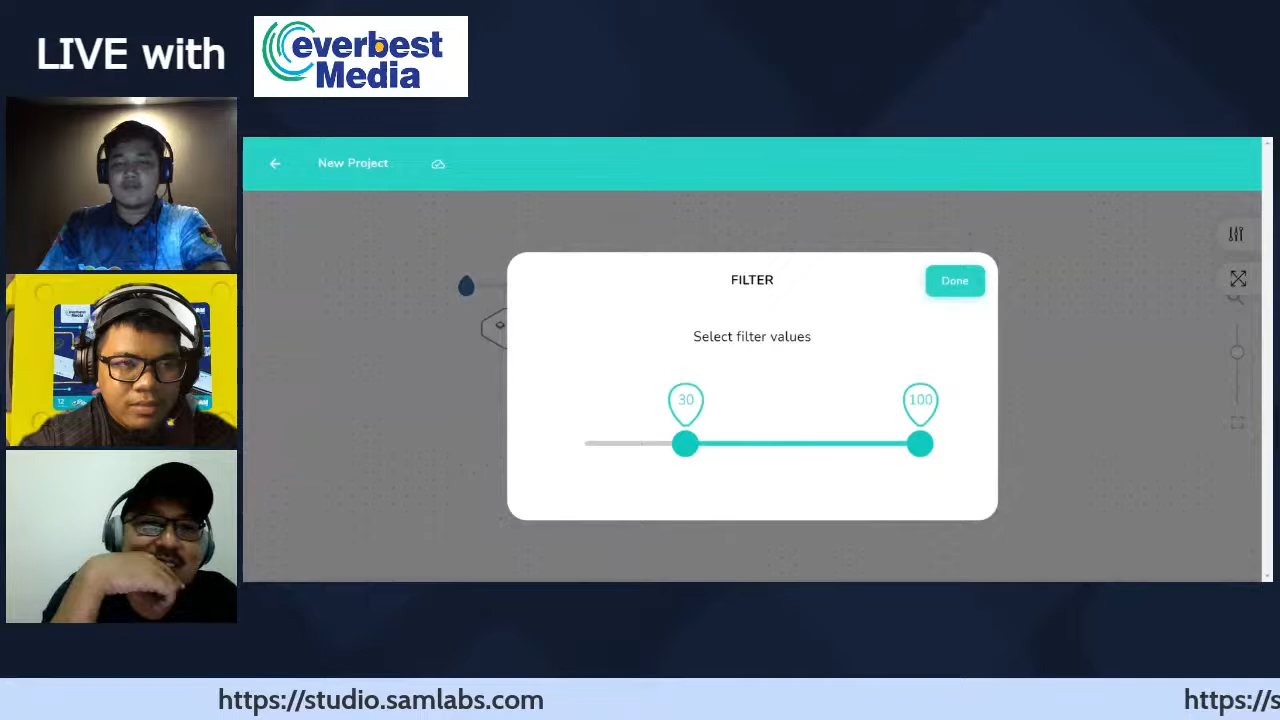 LIVE with
everbest
Media
New Project
FILTER
Done
Select filter values
30
100
https://studio.samlabs.com
https://s